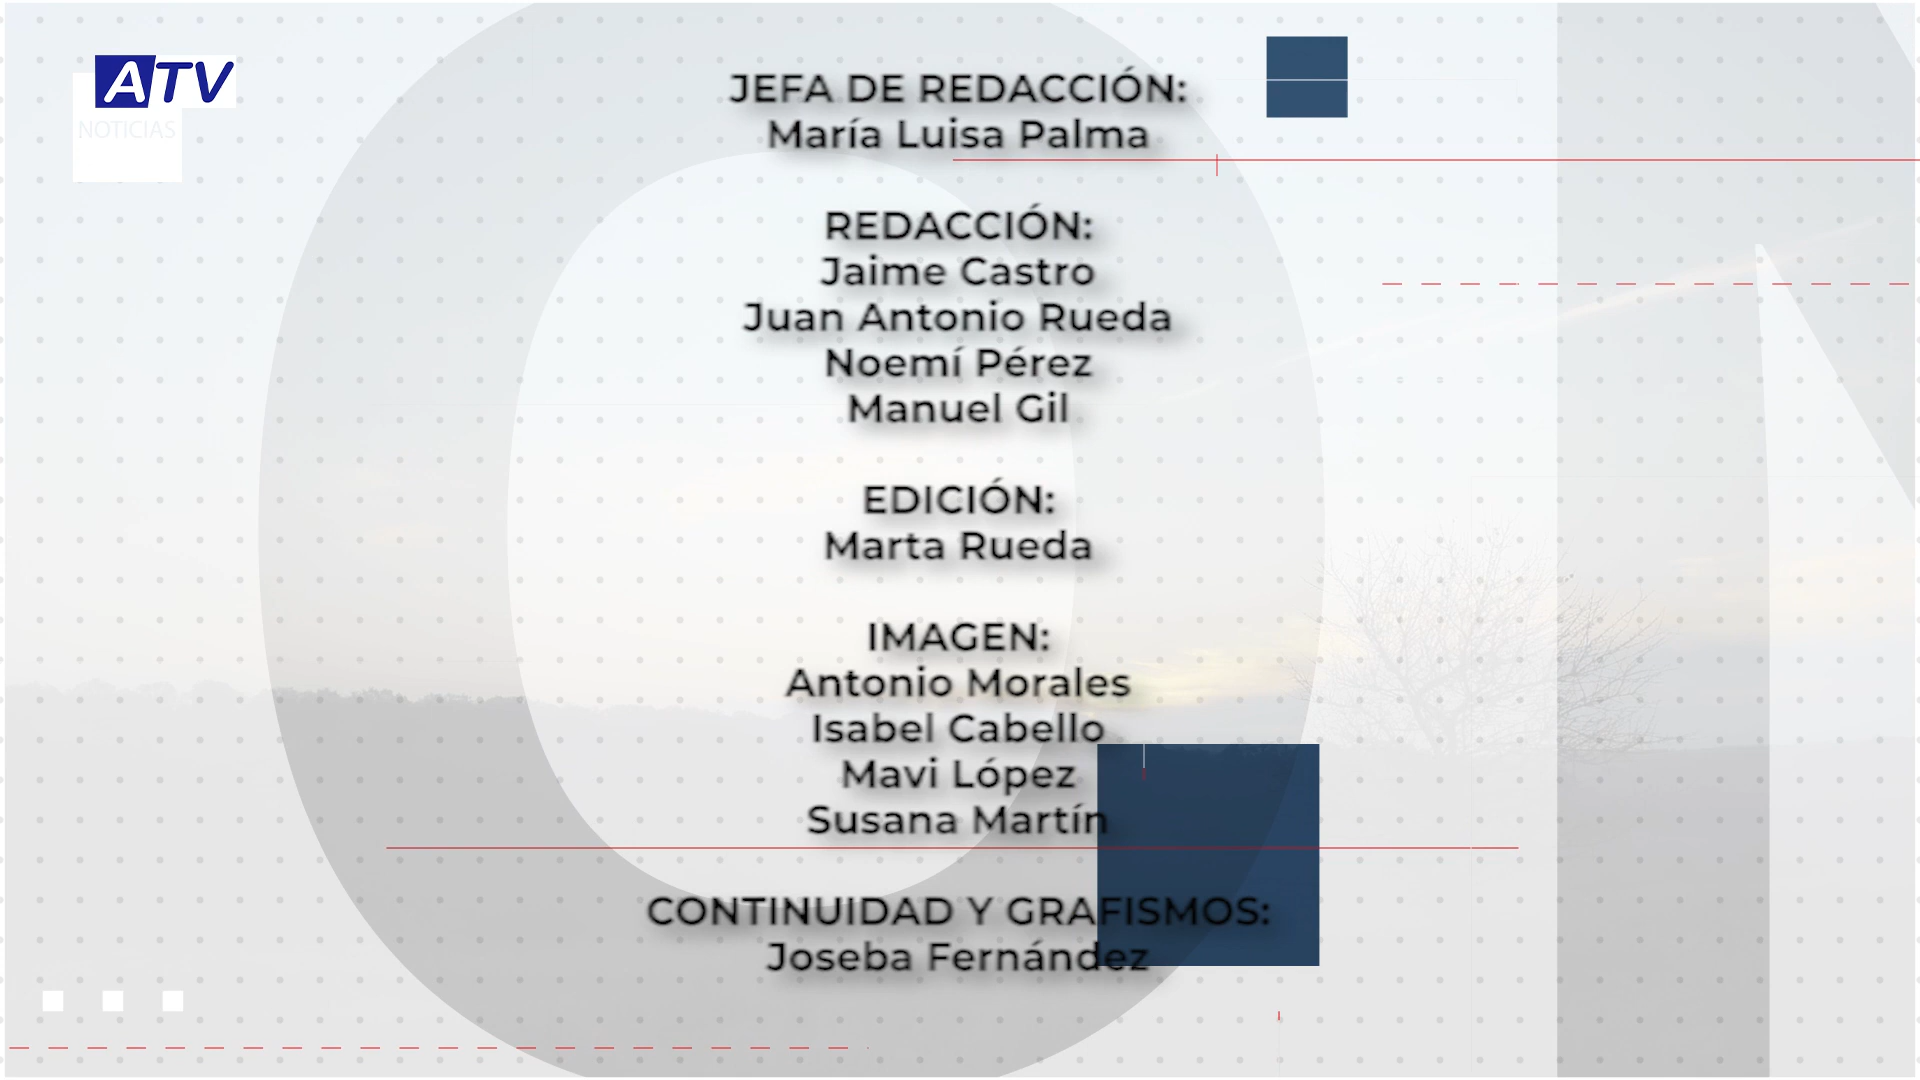 ATV
NOTICIAS
JEFA DE REDACCIÓN:
María Luisa Palma
REDACCIÓN:
Jaime Castro
Juan Antonio Rueda
Noemí Pérez
Manuel Gil
EDICIÓN:
Marta Rueda
IMAGEN:
Antonio Morales
Isabel Cabello
Mavi López
Susana Martín
CONTINUIDAD Y GRAFISMOS:
Joseba Fernández